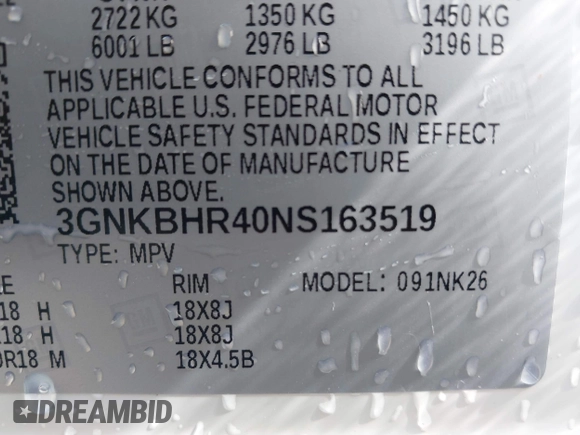 2722 KG 1350 KG 1450 KG
6001 LB 2976 LB 3196 LB
THIS VEHICLE CONFORMS TO ALL
APPLICABLE U.S. FEDERAL MOTOR
VEHICLE SAFETY STANDARDS IN EFFECT
ON THE DATE OF MANUFACTURE
SHOWN ABOVE.
3GNKBHR40NS163519
TYPE: MPV
RIM MODEL: 091NK26
18 H 18X8J
18 H 18X8J
0R18 M 18X4.5B
DREAMBID